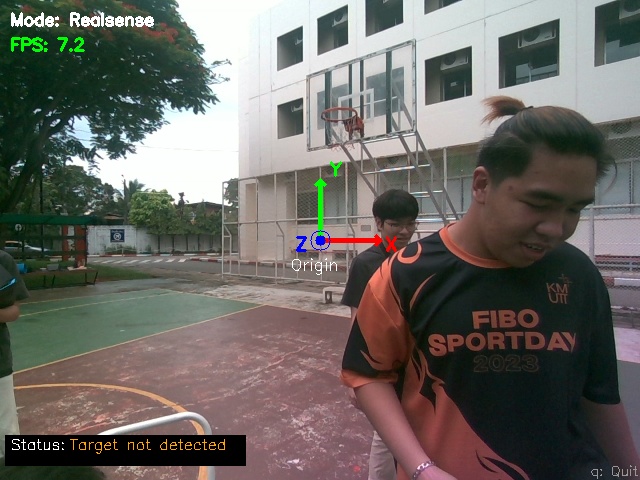 Mode: Realsense
FPS: 7.2
Y
Z
X
Origin
KM
UTT
FIBO
SPORTDAY
2023
Status: Target not detected
q: Quit